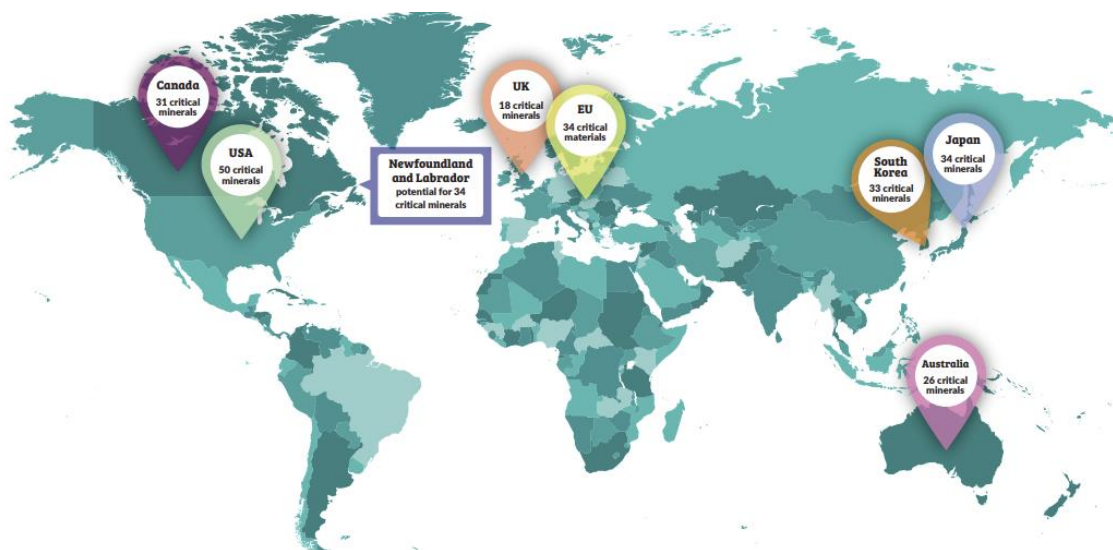 Canada
31 critical
minerals
USA
50 critical
minerals
Newfoundland
and Labrador
potential for 34
critical minerals
UK
18 critical
minerals
EU
34 critical
materials
South
Korea
33 critical
minerals
Japan
34 critical
minerals
Australia
26 critical
minerals